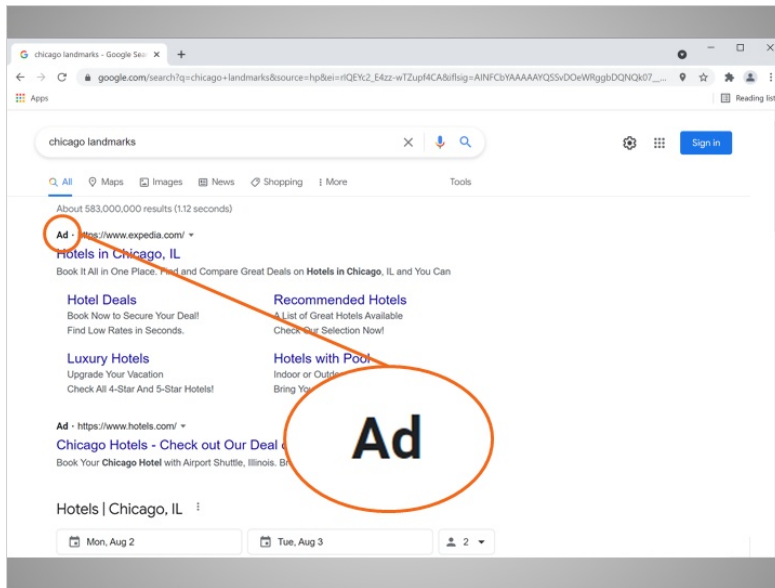 chicago landmarks - Google Sear
google.com/search?q=chicago+landmarks&source=hp&ei=rlQEYc2_E4zz-wTZupf4CA&iflsig=AINFCbYAAAAAYQSSvDOeWRggbDQNQk07__...
Apps
Reading list
chicago landmarks
Sign in
All Maps Images News Shopping More Tools
About 583,000,000 results (1.12 seconds)
Ad · https://www.expedia.com/
Hotels in Chicago, IL
Book It All in One Place. Find and Compare Great Deals on Hotels in Chicago, IL and You Can
Hotel Deals
Book Now to Secure Your Deal!
Find Low Rates in Seconds.
Recommended Hotels
A List of Great Hotels Available
Check Our Selection Now!
Luxury Hotels
Upgrade Your Vacation
Check All 4-Star And 5-Star Hotels!
Hotels with Pool
Indoor or
Bring
Ad
Ad · https://www.hotels.com/
Chicago Hotels - Check out Our Deal
Book Your Chicago Hotel with Airport Shuttle, Illinois.
Hotels | Chicago, IL
Mon, Aug 2
Tue, Aug 3
2